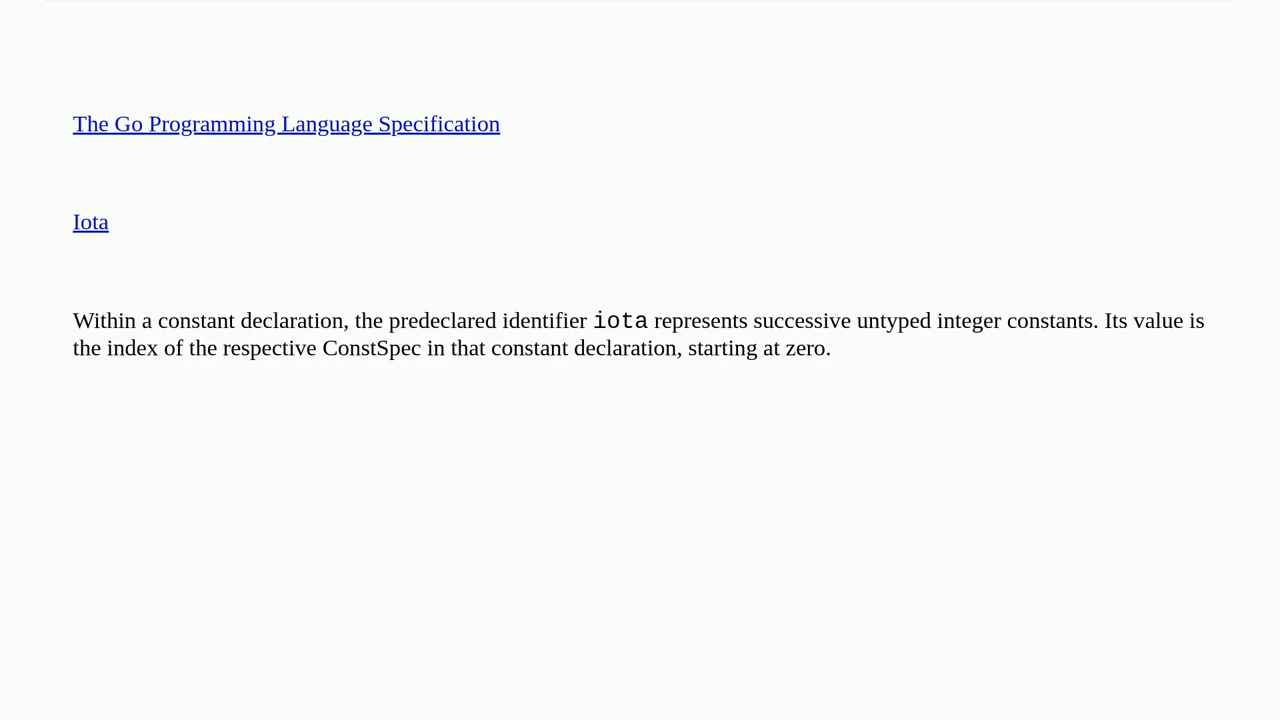 The Go Programming Language Specification
Iota
Within a constant declaration, the predeclared identifier iota represents successive untyped integer constants. Its value is
the index of the respective ConstSpec in that constant declaration, starting at zero.